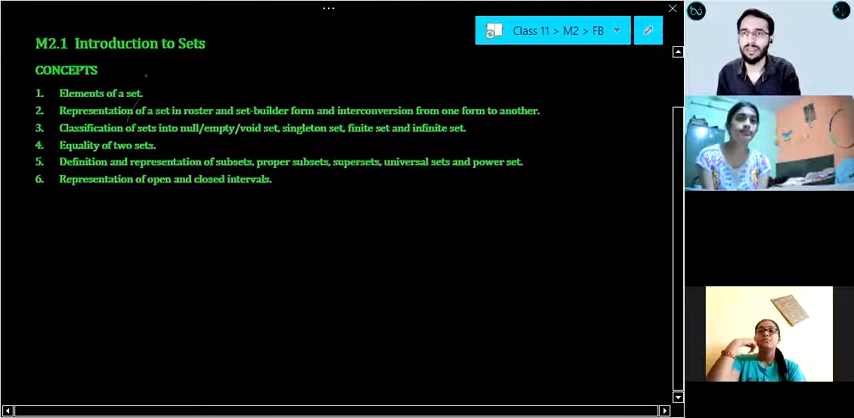 Class 11 > M2 > FB
M2.1 Introduction to Sets
CONCEPTS
1. Elements of a set.
2. Representation of a set in roster and set-builder form and interconversion from one form to another.
3. Classification of sets into null/empty/void set, singleton set, finite set and infinite set.
4. Equality of two sets.
5. Definition and representation of subsets, proper subsets, supersets, universal sets and power set.
6. Representation of open and closed intervals.